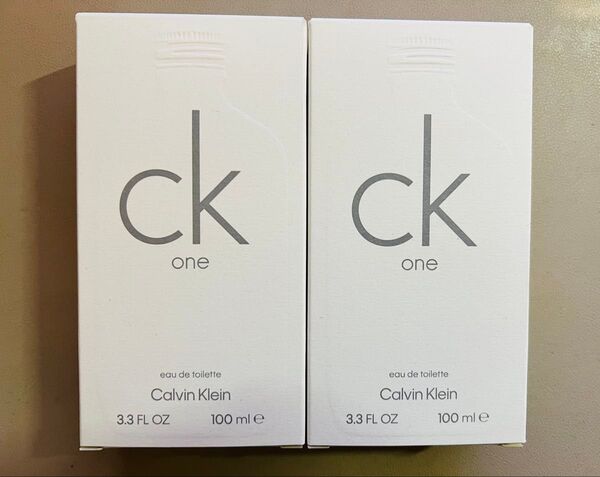 ck
one
eau de toilette
Calvin Klein
3.3 FL OZ 100 ml ℮
ck
one
eau de toilette
Calvin Klein
3.3 FL OZ 100 ml ℮